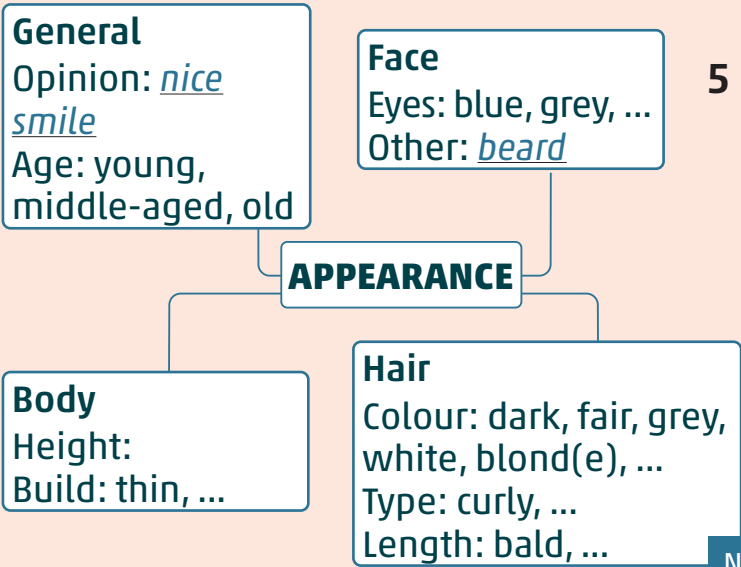 General
Opinion: nice
smile
Age: young,
middle-aged, old
Face
Eyes: blue, grey, ...
Other: beard
5
APPEARANCE
Body
Height:
Build: thin, ...
Hair
Colour: dark, fair, grey,
white, blond(e), ...
Type: curly, ...
Length: bald, ...
N